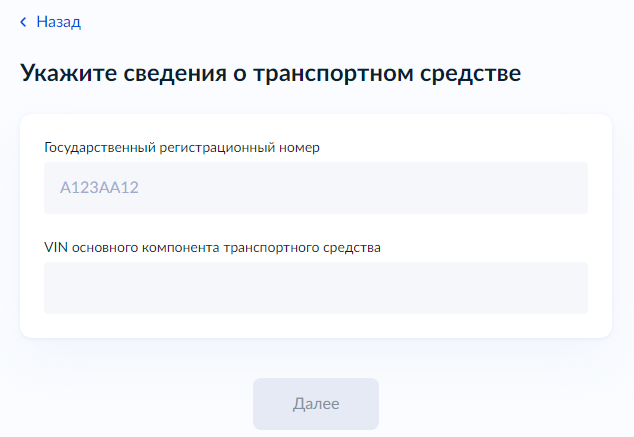 Назад
Укажите сведения о транспортном средстве
Государственный регистрационный номер
А123АА12
VIN основного компонента транспортного средства
Далее